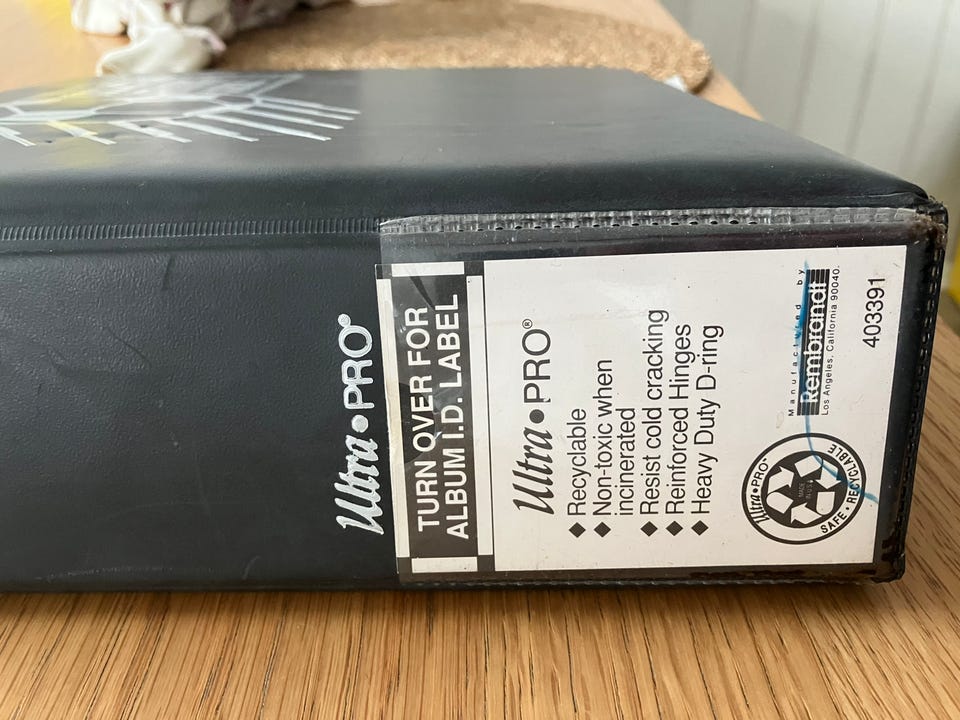 Ultra•PRO®
TURN OVER FOR
ALBUM I.D. LABEL
Ultra•PRO®
◆ Recyclable
◆ Non-toxic when
incinerated
◆ Resist cold cracking
◆ Reinforced Hinges
◆ Heavy Duty D-ring
Ultra•PRO®
SAFE • RECYCLABLE
Manufactured by
Rembrandt
Los Angeles, California 90040.
403391